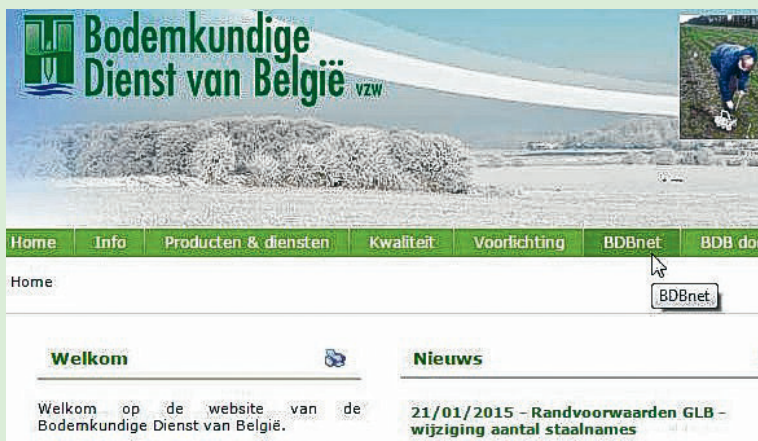 Bodemkundige
Dienst van België vzw
Home Info Producten & diensten Kwaliteit Voorlichting BDBnet BDB
Home
BDBnet
Welkom
Welkom op de website van de
Bodemkundige Dienst van België.
Nieuws
21/01/2015 - Randvoorwaarden GLB -
wijziging aantal staalnames